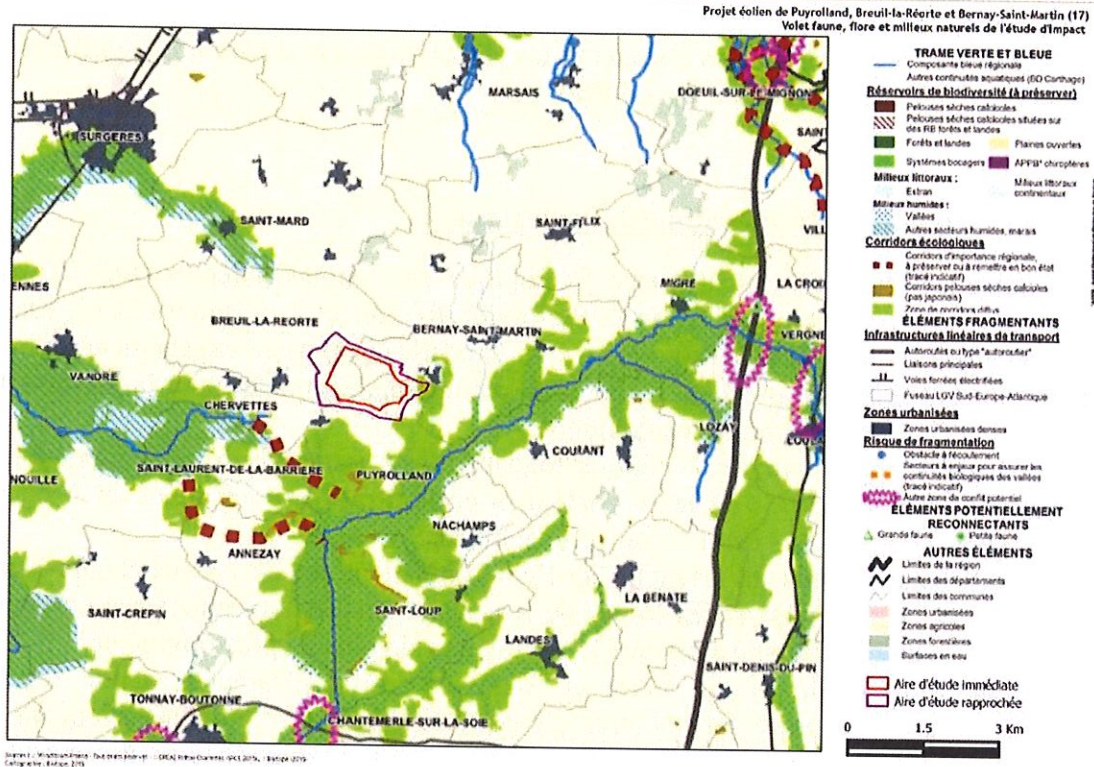 Projet éolien de Puyrolland, Breuil-la-Réorte et Bernay-Saint-Martin (17)
Volet faune, flore et milieux naturels de l'étude d'impact
TRAME VERTE ET BLEUE
Composante bleue régionale
Autres continuités aquatiques (BD Carthage)
Réservoirs de biodiversité (à préserver)
Pelouses sèches calcicoles
Pelouses sèches calcicoles situées sur
des RB forêts et landes
Forêts et landes
Plaines ouvertes
Systèmes bocagers
APPB* chiroptères
Milieux littoraux :
Estran
Milieux littoraux
continentaux
Milieux humides :
Vallées
Autres secteurs humides, marais
Corridors écologiques
Corridors d'importance régionale,
à préserver ou à remettre en bon état
(tracé indicatif)
Corridors pelouses sèches calcicoles
(pas japonais)
Zone de corridors diffus
ÉLÉMENTS FRAGMENTANTS
Infrastructures linéaires de transport
Autoroutes ou type "autoroutier"
Liaisons principales
Voies ferrées électrifiées
Fuseau LGV Sud-Europe-Atlantique
Zones urbanisées
Zones urbanisées denses
Risque de fragmentation
Obstacle à l'écoulement
Secteurs à enjeux pour assurer les
continuités biologiques des vallées
(tracé indicatif)
Autre zone de conflit potentiel
ÉLÉMENTS POTENTIELLEMENT
RECONNECTANTS
Grande faune
Petite faune
AUTRES ÉLÉMENTS
Limites de la région
Limites des départements
Limites des communes
Zones urbanisées
Zones agricoles
Zones forestières
Surfaces en eau
Aire d'étude immédiate
Aire d'étude rapprochée
0 1.5 3 Km
MARSAIS
DOEUIL-SUR-LE-MIGNON
SURGERES
SAINT
SAINT-MARD
SAINT-FELIX
VILL
ENNES
MIGRE
LA CROI
BREUIL-LA-REORTE
BERNAY-SAINT-MARTIN
VERGNE
VANDRE
CHERVETTES
LOZAY
COURANT
LOULA
SAINT-LAURENT-DE-LA-BARRIERE
PUYROLLAND
NOUILLE
NACHAMPS
ANNEZAY
SAINT-CREPIN
SAINT-LOUP
LA BENATE
LANDES
SAINT-DENIS-DU-PIN
TONNAY-BOUTONNE
CHANTEMERLE-SUR-LA-SOIE